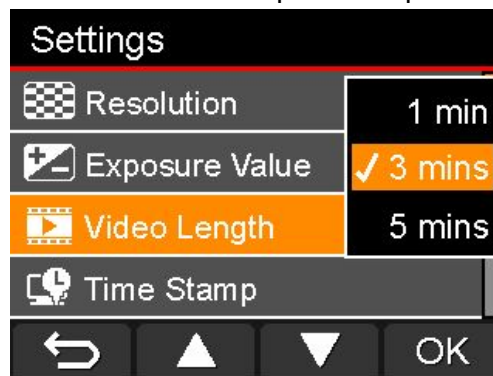 Settings
Resolution
1 min
Exposure Value
3 mins
Video Length
5 mins
Time Stamp
OK